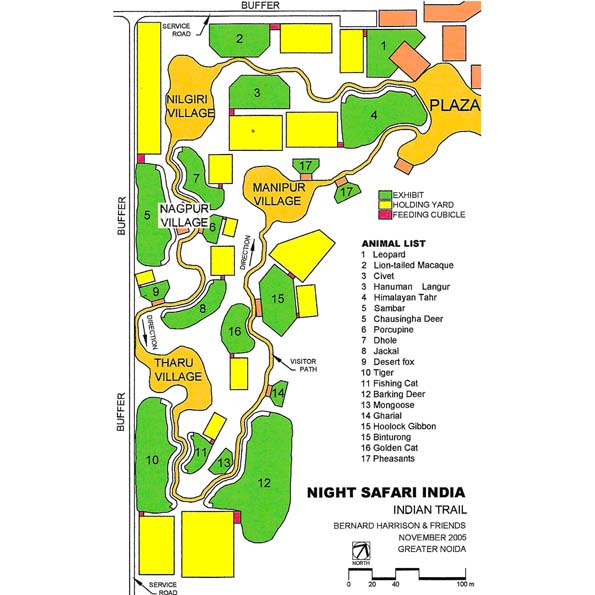 BUFFER
SERVICE
ROAD
2
1
NILGIRI
VILLAGE
3
4
PLAZA
7
17
17
MANIPUR
VILLAGE
EXHIBIT
HOLDING YARD
FEEDING CUBICLE
BUFFER
5
NAGPUR
VILLAGE
6
DIRECTION
ANIMAL LIST
1 Leopard
2 Lion-tailed Macaque
3 Civet
3 Hanuman Langur
4 Himalayan Tahr
5 Sambar
5 Chausingha Deer
6 Porcupine
7 Dhole
8 Jackal
9 Desert fox
10 Tiger
11 Fishing Cat
12 Barking Deer
13 Mongoose
14 Gharial
15 Hoolock Gibbon
15 Binturong
16 Golden Cat
17 Pheasants
9
8
15
DIRECTION
16
VISITOR
PATH
THARU
VILLAGE
14
BUFFER
10
11
13
12
NIGHT SAFARI INDIA
INDIAN TRAIL
BERNARD HARRISON & FRIENDS
NOVEMBER 2005
GREATER NOIDA
NORTH
0 20 40 60 100 m
SERVICE
ROAD